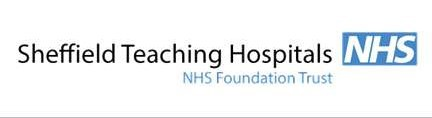 Sheffield Teaching Hospitals NHS
NHS Foundation Trust